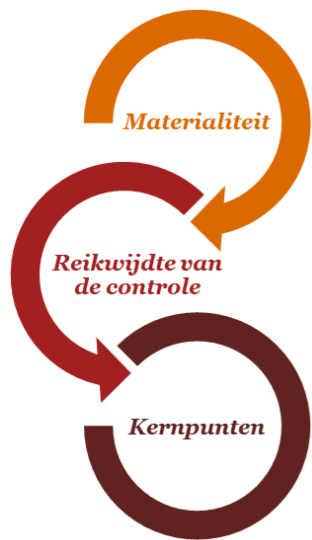 Materialiteit
Reikwijdte van
de controle
Kernpunten